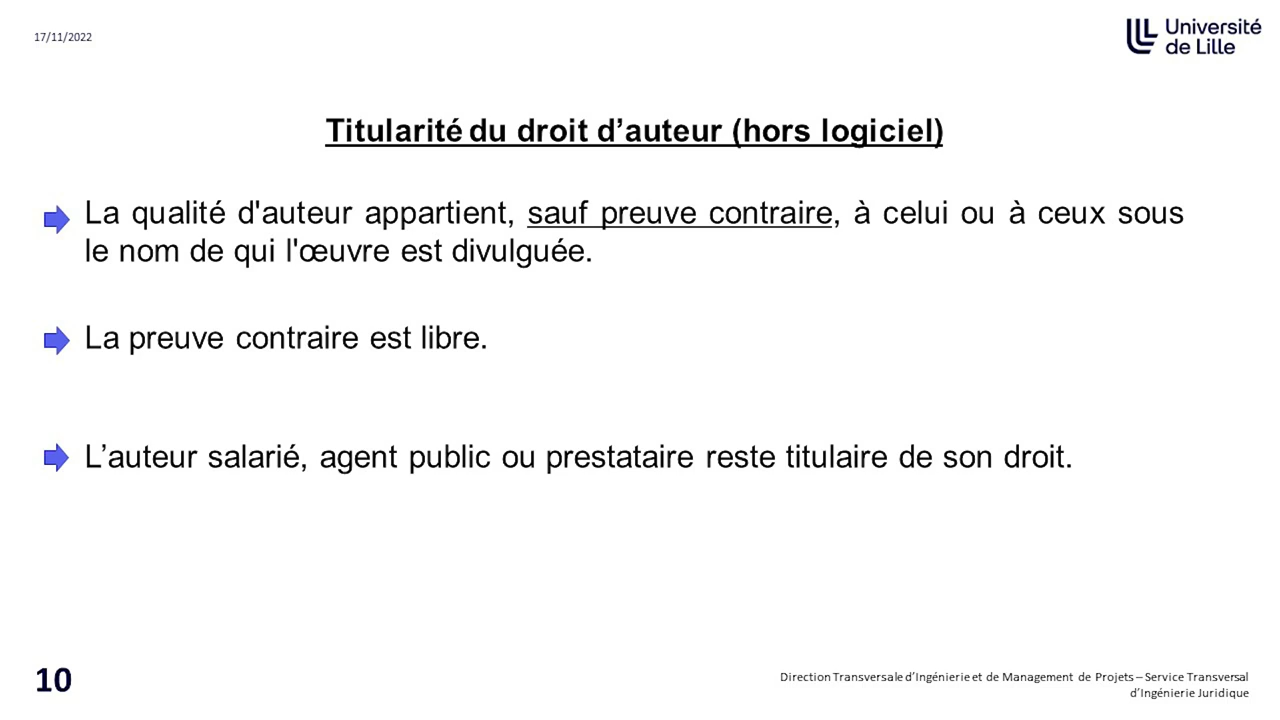 17/11/2022
Université
de Lille
Titularité du droit d’auteur (hors logiciel)
La qualité d'auteur appartient, sauf preuve contraire, à celui ou à ceux sous
le nom de qui l'œuvre est divulguée.
La preuve contraire est libre.
L’auteur salarié, agent public ou prestataire reste titulaire de son droit.
10
Direction Transversale d’Ingénierie et de Management de Projets – Service Transversal
d’Ingénierie Juridique